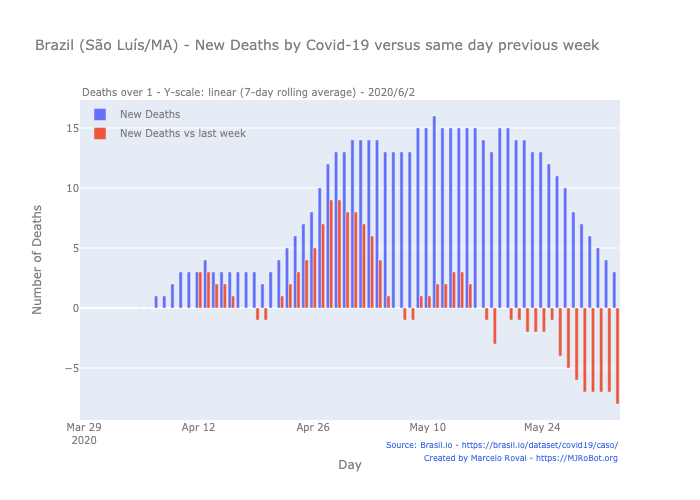 Brazil (São Luís/MA) - New Deaths by Covid-19 versus same day previous week
Deaths over 1 - Y-scale: linear (7-day rolling average) - 2020/6/2
New Deaths
New Deaths vs last week
Number of Deaths
15
10
5
0
−5
Mar 29
2020
Apr 12
Apr 26
May 10
May 24
Day
Source: Brasil.io - https://brasil.io/dataset/covid19/caso/
Created by Marcelo Rovai - https://MJRoBot.org